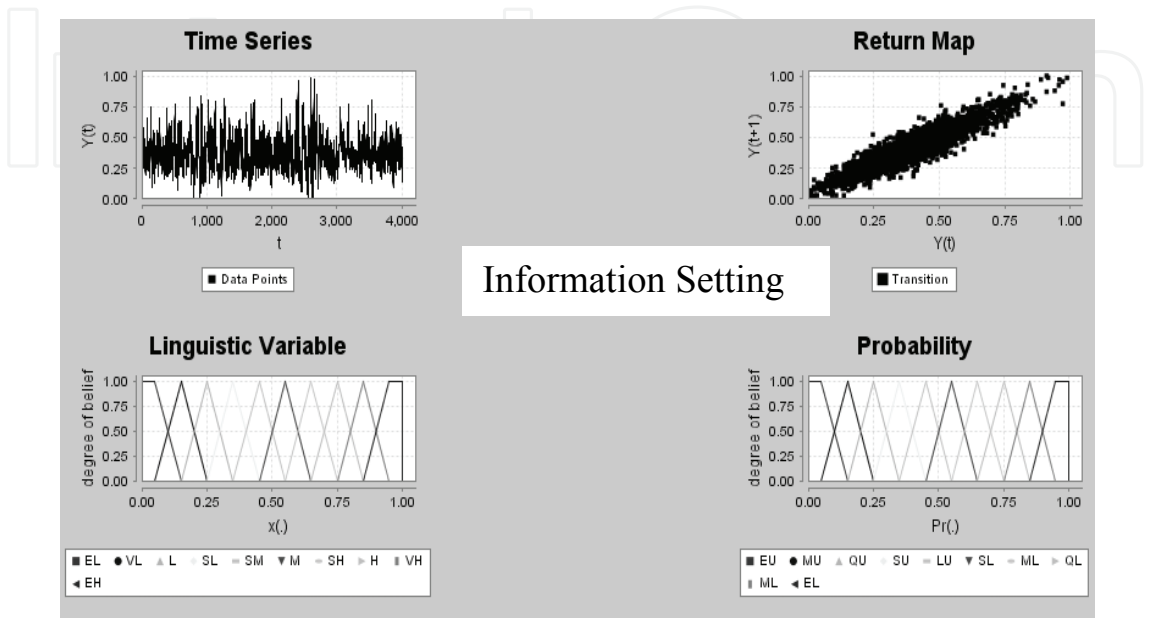 Time Series
Y(t)
1.00
0.75
0.50
0.25
0.00
0 1,000 2,000 3,000 4,000
t
■ Data Points
Return Map
Y(t+1)
1.00
0.75
0.50
0.25
0.00
0.00 0.25 0.50 0.75 1.00
Y(t)
■ Transition
Information Setting
Linguistic Variable
degree of belief
1.00
0.75
0.50
0.25
0.00
0.00 0.25 0.50 0.75 1.00
x(.)
■ EL ● VL ▲ L SL SM ▼ M SH ► H VH
◄ EH
Probability
degree of belief
1.00
0.75
0.50
0.25
0.00
0.00 0.25 0.50 0.75 1.00
Pr(.)
■ EU ● MU ▲ QU SU LU ▼ SL ML ► QL
ML ◄ EL